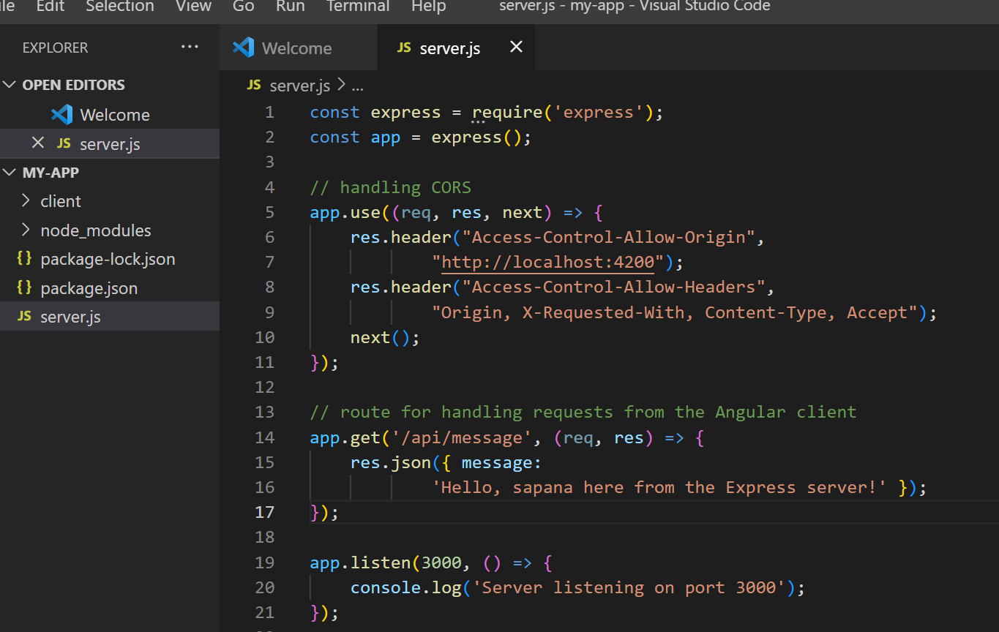 Edit Selection View Go Run Terminal Help server.js - my-app - Visual Studio Code
EXPLORER ...
Welcome
JS server.js
OPEN EDITORS
Welcome
JS server.js
MY-APP
client
node_modules
{} package-lock.json
{} package.json
JS server.js
JS server.js > ...
1 const express = require('express');
2 const app = express();
3
4 // handling CORS
5 app.use((req, res, next) => {
6 res.header("Access-Control-Allow-Origin",
7 "http://localhost:4200");
8 res.header("Access-Control-Allow-Headers",
9 "Origin, X-Requested-With, Content-Type, Accept");
10 next();
11 });
12
13 // route for handling requests from the Angular client
14 app.get('/api/message', (req, res) => {
15 res.json({ message:
16 'Hello, sapana here from the Express server!' });
17 });
18
19 app.listen(3000, () => {
20 console.log('Server listening on port 3000');
21 });